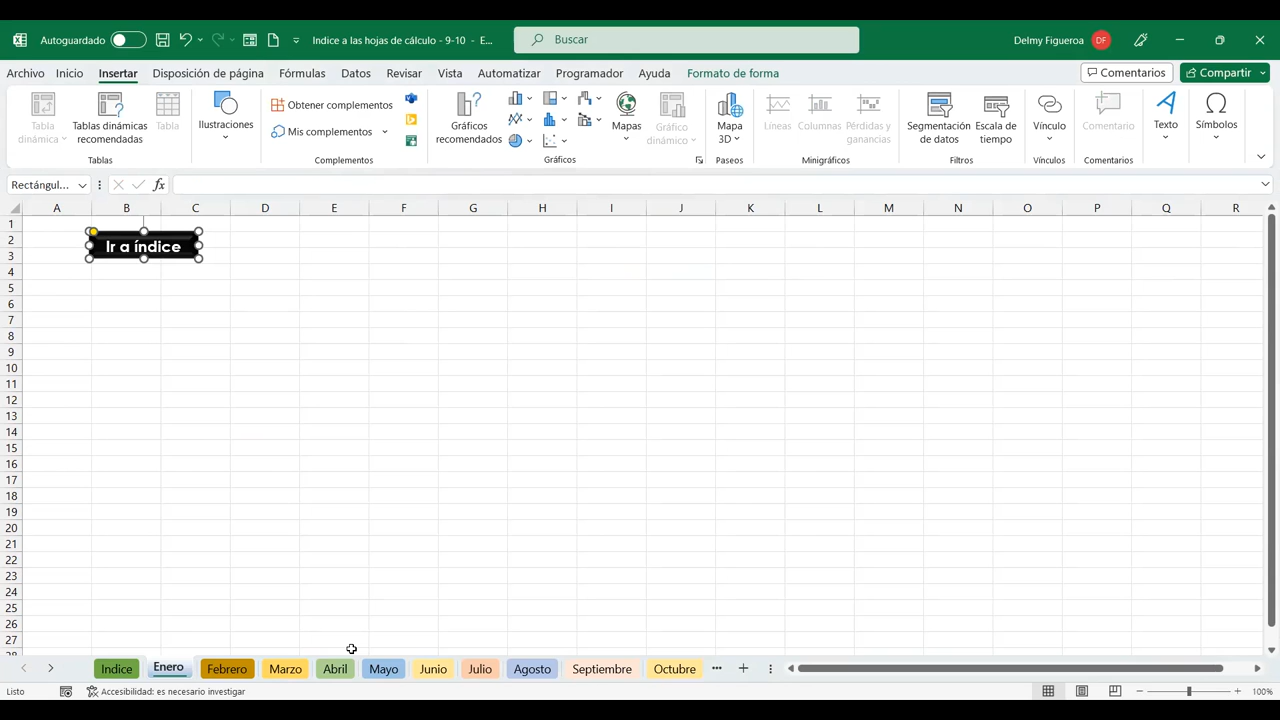 Autoguardado
Indice a las hojas de cálculo - 9-10 - E...
Buscar
Delmy Figueroa
DF
Archivo Inicio Insertar Disposición de página Fórmulas Datos Revisar Vista Automatizar Programador Ayuda Formato de forma
Comentarios
Compartir
Tabla dinámica
Tablas dinámicas recomendadas
Tabla
Tablas
Ilustraciones
Obtener complementos
Mis complementos
Complementos
Gráficos recomendados
Mapas
Gráfico dinámico
Gráficos
Mapa 3D
Paseos
Líneas
Columnas
Pérdidas y ganancias
Minigráficos
Segmentación de datos
Escala de tiempo
Filtros
Vínculo
Vínculos
Comentario
Comentarios
Texto
Símbolos
Rectángul...
fx
A B C D E F G H I J K L M N O P Q R
1
2
3
4
5
6
7
8
9
10
11
12
13
14
15
16
17
18
19
20
21
22
23
24
25
26
27
Ir a índice
Indice Enero Febrero Marzo Abril Mayo Junio Julio Agosto Septiembre Octubre ...
Listo
Accesibilidad: es necesario investigar
100%